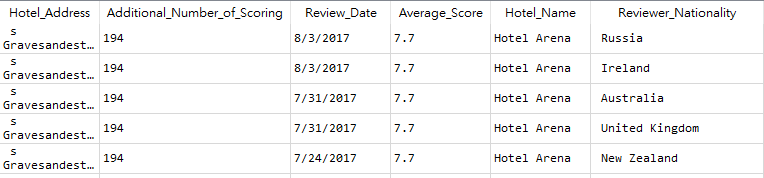 Hotel_Address Additional_Number_of_Scoring Review_Date Average_Score Hotel_Name Reviewer_Nationality
s
Gravesandest… 194 8/3/2017 7.7 Hotel Arena Russia
s
Gravesandest… 194 8/3/2017 7.7 Hotel Arena Ireland
s
Gravesandest… 194 7/31/2017 7.7 Hotel Arena Australia
s
Gravesandest… 194 7/31/2017 7.7 Hotel Arena United Kingdom
s
Gravesandest… 194 7/24/2017 7.7 Hotel Arena New Zealand